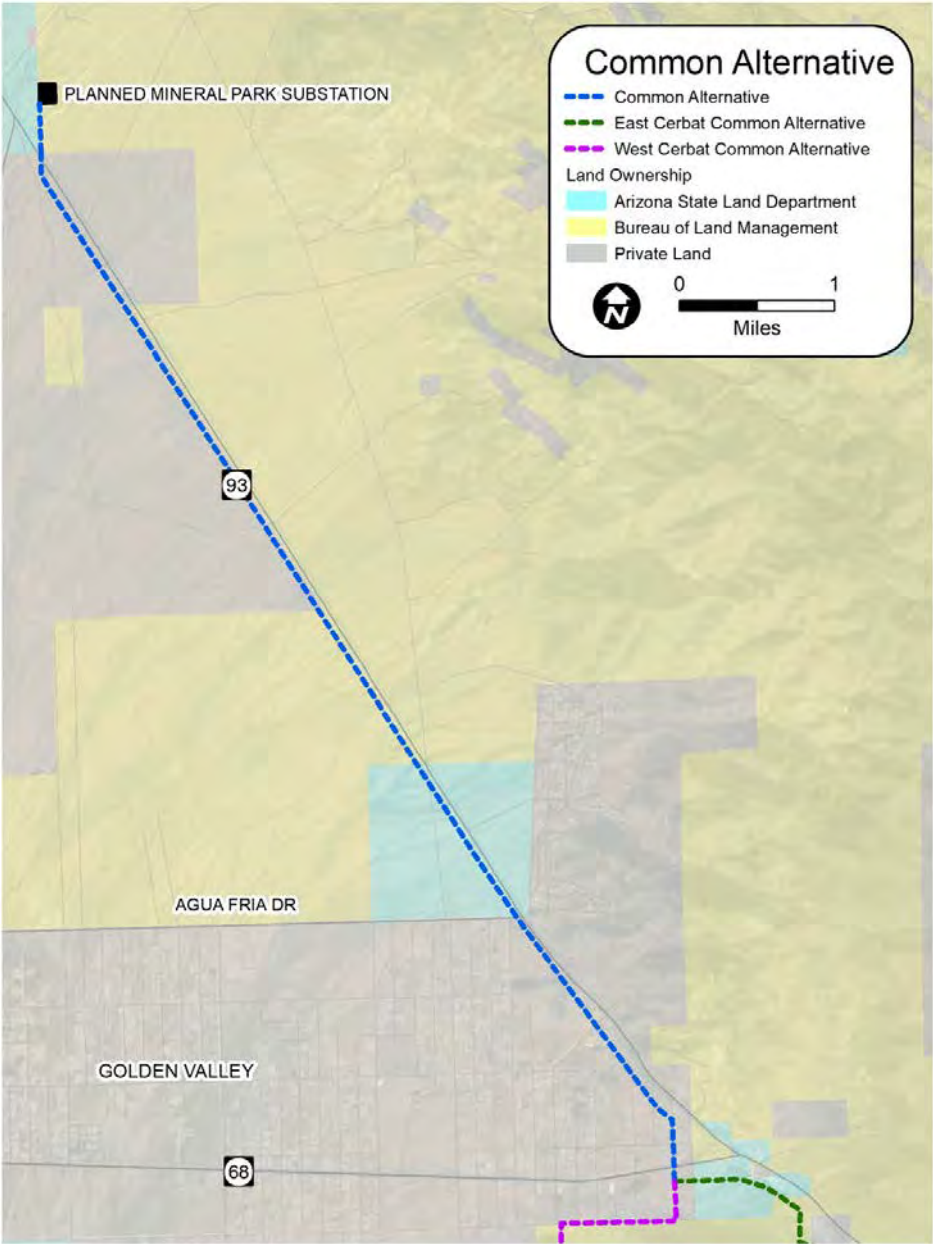 Common Alternative
Common Alternative
East Cerbat Common Alternative
West Cerbat Common Alternative
Land Ownership
Arizona State Land Department
Bureau of Land Management
Private Land
0 1
N
Miles
PLANNED MINERAL PARK SUBSTATION
93
AGUA FRIA DR
GOLDEN VALLEY
68